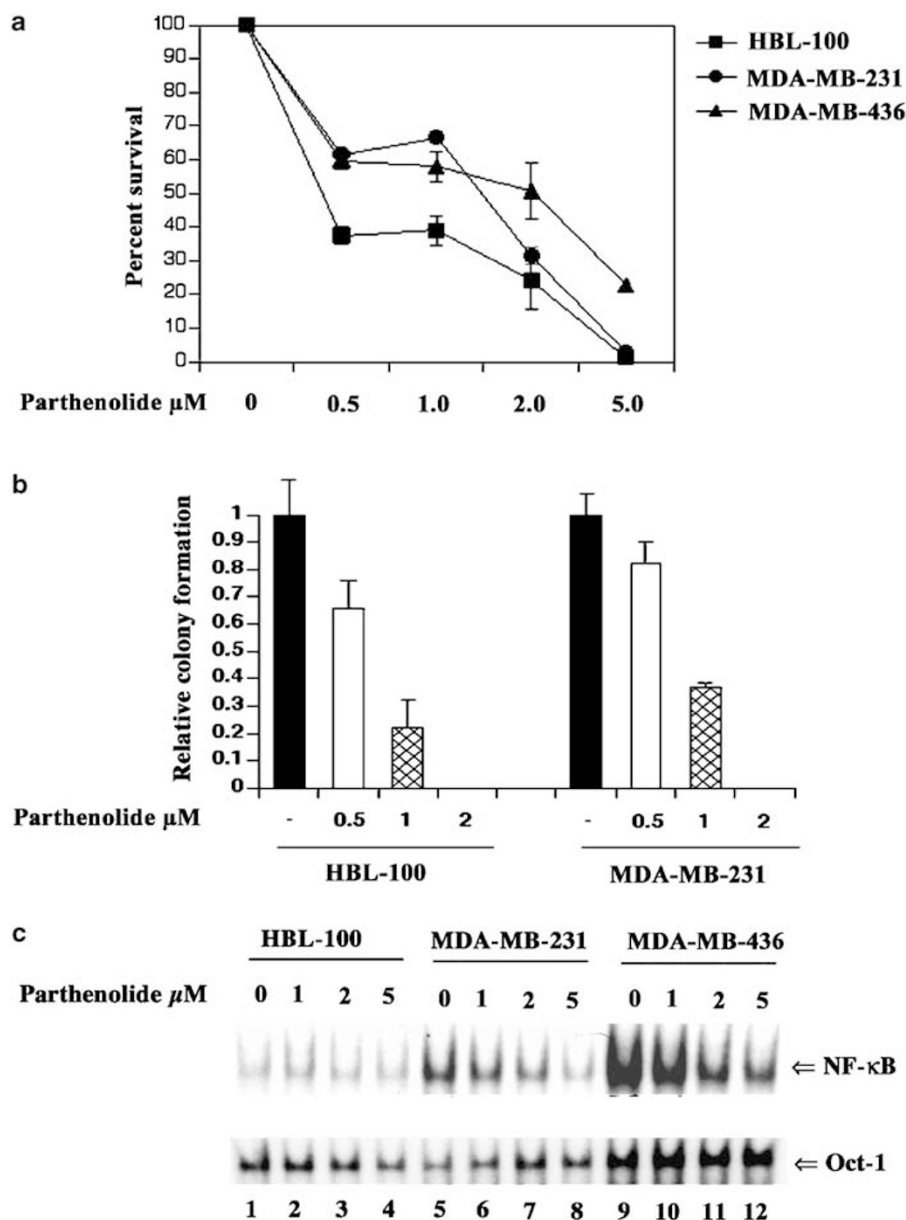 a
100
90
80
70
60
50
40
30
20
10
0
Percent survival
HBL-100
MDA-MB-231
MDA-MB-436
Parthenolide µM 0 0.5 1.0 2.0 5.0
b
1
0.9
0.8
0.7
0.6
0.5
0.4
0.3
0.2
0.1
0
Relative colony formation
Parthenolide µM - 0.5 1 2 - 0.5 1 2
HBL-100 MDA-MB-231
c
HBL-100 MDA-MB-231 MDA-MB-436
Parthenolide µM 0 1 2 5 0 1 2 5 0 1 2 5
⇐ NF-κB
⇐ Oct-1
1 2 3 4 5 6 7 8 9 10 11 12